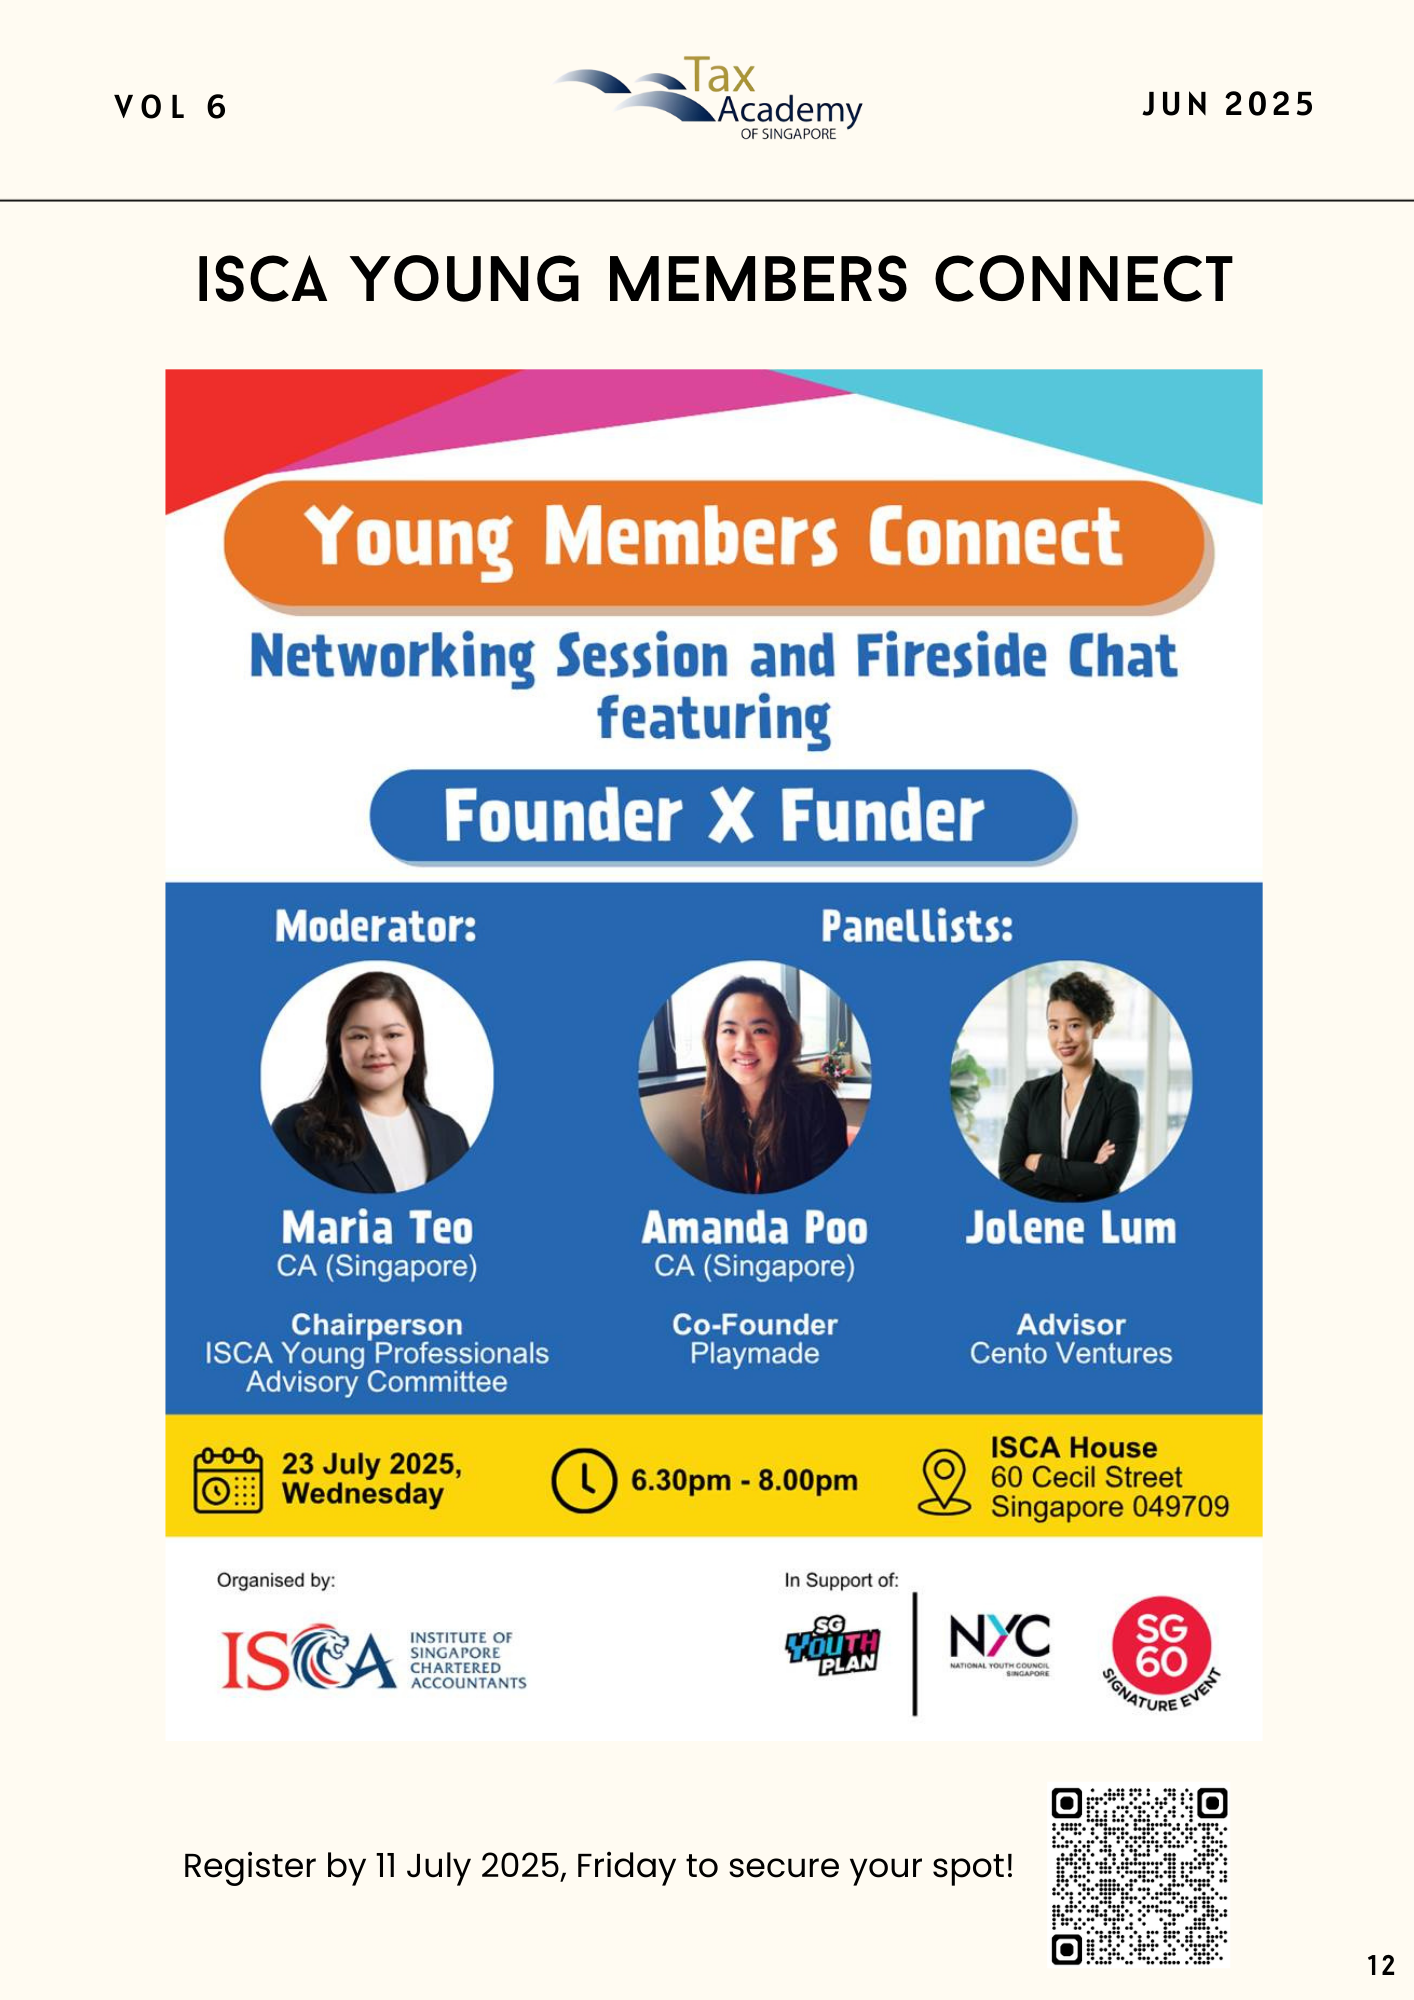 VOL 6
Tax
Academy
OF SINGAPORE
JUN 2025
ISCA YOUNG MEMBERS CONNECT
Young Members Connect
Networking Session and Fireside Chat
featuring
Founder X Funder
Moderator:
Panellists:
Maria Teo
CA (Singapore)
Chairperson
ISCA Young Professionals
Advisory Committee
Amanda Poo
CA (Singapore)
Co-Founder
Playmade
Jolene Lum
Advisor
Cento Ventures
23 July 2025,
Wednesday
6.30pm - 8.00pm
ISCA House
60 Cecil Street
Singapore 049709
Organised by:
ISCA
INSTITUTE OF
SINGAPORE
CHARTERED
ACCOUNTANTS
In Support of:
SG
YOUTH
PLAN
NYC
NATIONAL YOUTH COUNCIL
SINGAPORE
SG
60
SIGNATURE EVENT
Register by 11 July 2025, Friday to secure your spot!
12